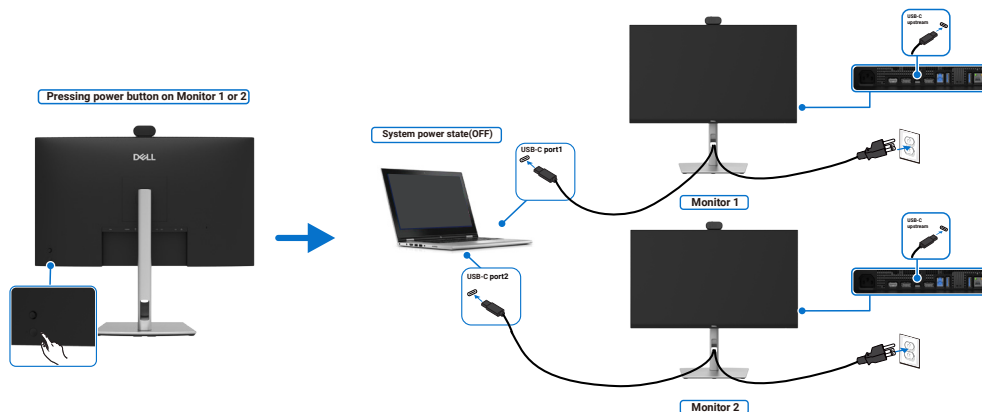 Pressing power button on Monitor 1 or 2
DELL
System power state(OFF)
USB-C port1
USB-C
upstream
Monitor 1
USB-C port2
USB-C
upstream
Monitor 2